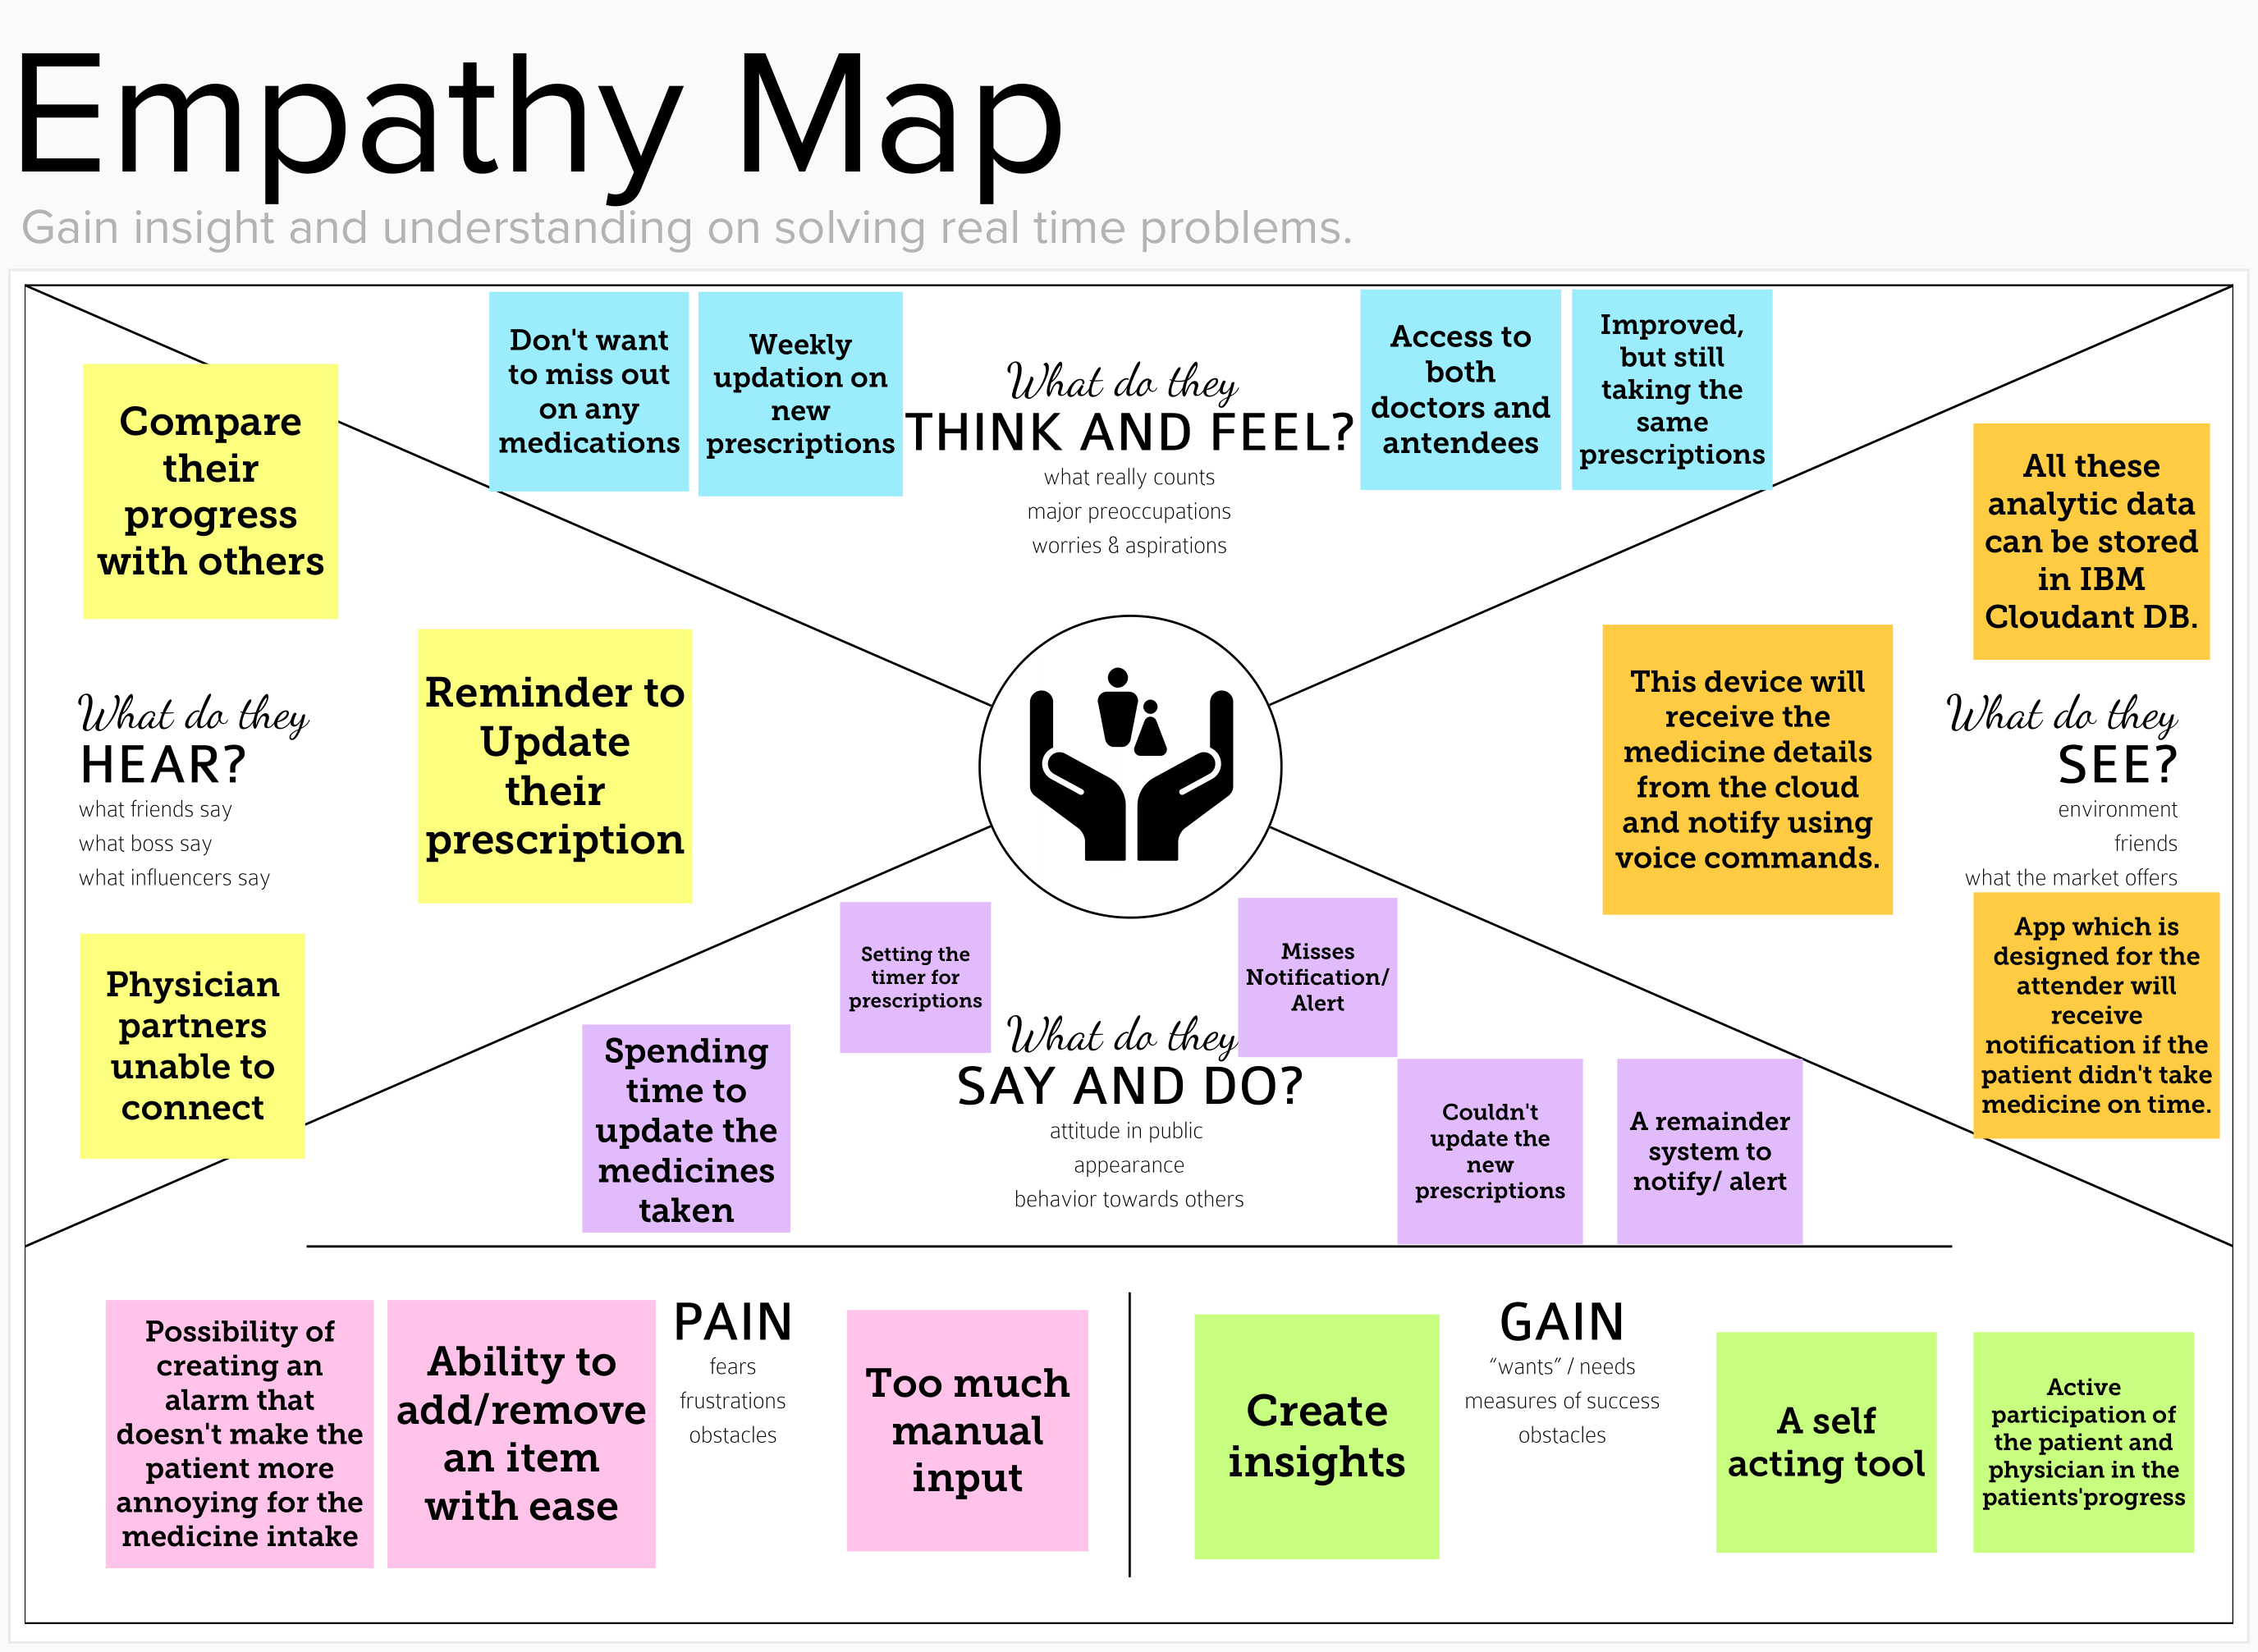 Empathy Map
Gain insight and understanding on solving real time problems.
Don't want
to miss out
on any
medications
Weekly
updation on
new
prescriptions
What do they
THINK AND FEEL?
what really counts
major preoccupations
worries & aspirations
Access to
both
doctors and
antendees
Improved,
but still
taking the
same
prescriptions
Compare
their
progress
with others
Reminder to
Update
their
prescription
What do they
HEAR?
what friends say
what boss say
what influencers say
Physician
partners
unable to
connect
All these
analytic data
can be stored
in IBM
Cloudant DB.
This device will
receive the
medicine details
from the cloud
and notify using
voice commands.
What do they
SEE?
environment
friends
what the market offers
App which is
designed for the
attender will
receive
notification if the
patient didn't take
medicine on time.
Setting the
timer for
prescriptions
Misses
Notification/
Alert
Spending
time to
update the
medicines
taken
What do they
SAY AND DO?
attitude in public
appearance
behavior towards others
Couldn't
update the
new
prescriptions
A remainder
system to
notify/ alert
Possibility of
creating an
alarm that
doesn't make the
patient more
annoying for the
medicine intake
Ability to
add/remove
an item
with ease
PAIN
fears
frustrations
obstacles
Too much
manual
input
Create
insights
GAIN
“wants” / needs
measures of success
obstacles
A self
acting tool
Active
participation of
the patient and
physician in the
patients'progress